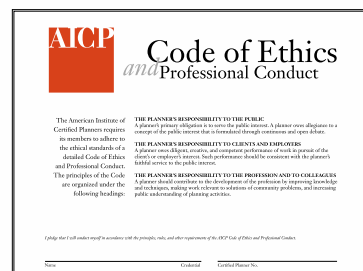 AICP
Code of Ethics
and Professional Conduct
The American Institute of
Certified Planners requires
its members to adhere to
the ethical standards of a
detailed Code of Ethics
and Professional Conduct.
The principles of the Code
are organized under the
following headings:
THE PLANNER'S RESPONSIBILITY TO THE PUBLIC
A planner's primary obligation is to serve the public interest. A planner owes allegiance to a
concept of the public interest that is formulated through continuous and open debate.
THE PLANNER'S RESPONSIBILITY TO CLIENTS AND EMPLOYERS
A planner owes diligent, creative, and competent performance of work in pursuit of the
client's or employer's interest. Such performance should be consistent with the planner's
faithful service to the public interest.
THE PLANNER'S RESPONSIBILITY TO THE PROFESSION AND TO COLLEAGUES
A planner should contribute to the development of the profession by improving knowledge
and techniques, making work relevant to solutions of community problems, and increasing
public understanding of planning activities.
I pledge that I will conduct myself in accordance with the principles, rules, and other requirements of the AICP Code of Ethics and Professional Conduct.
Name Credential Certified Planner No.